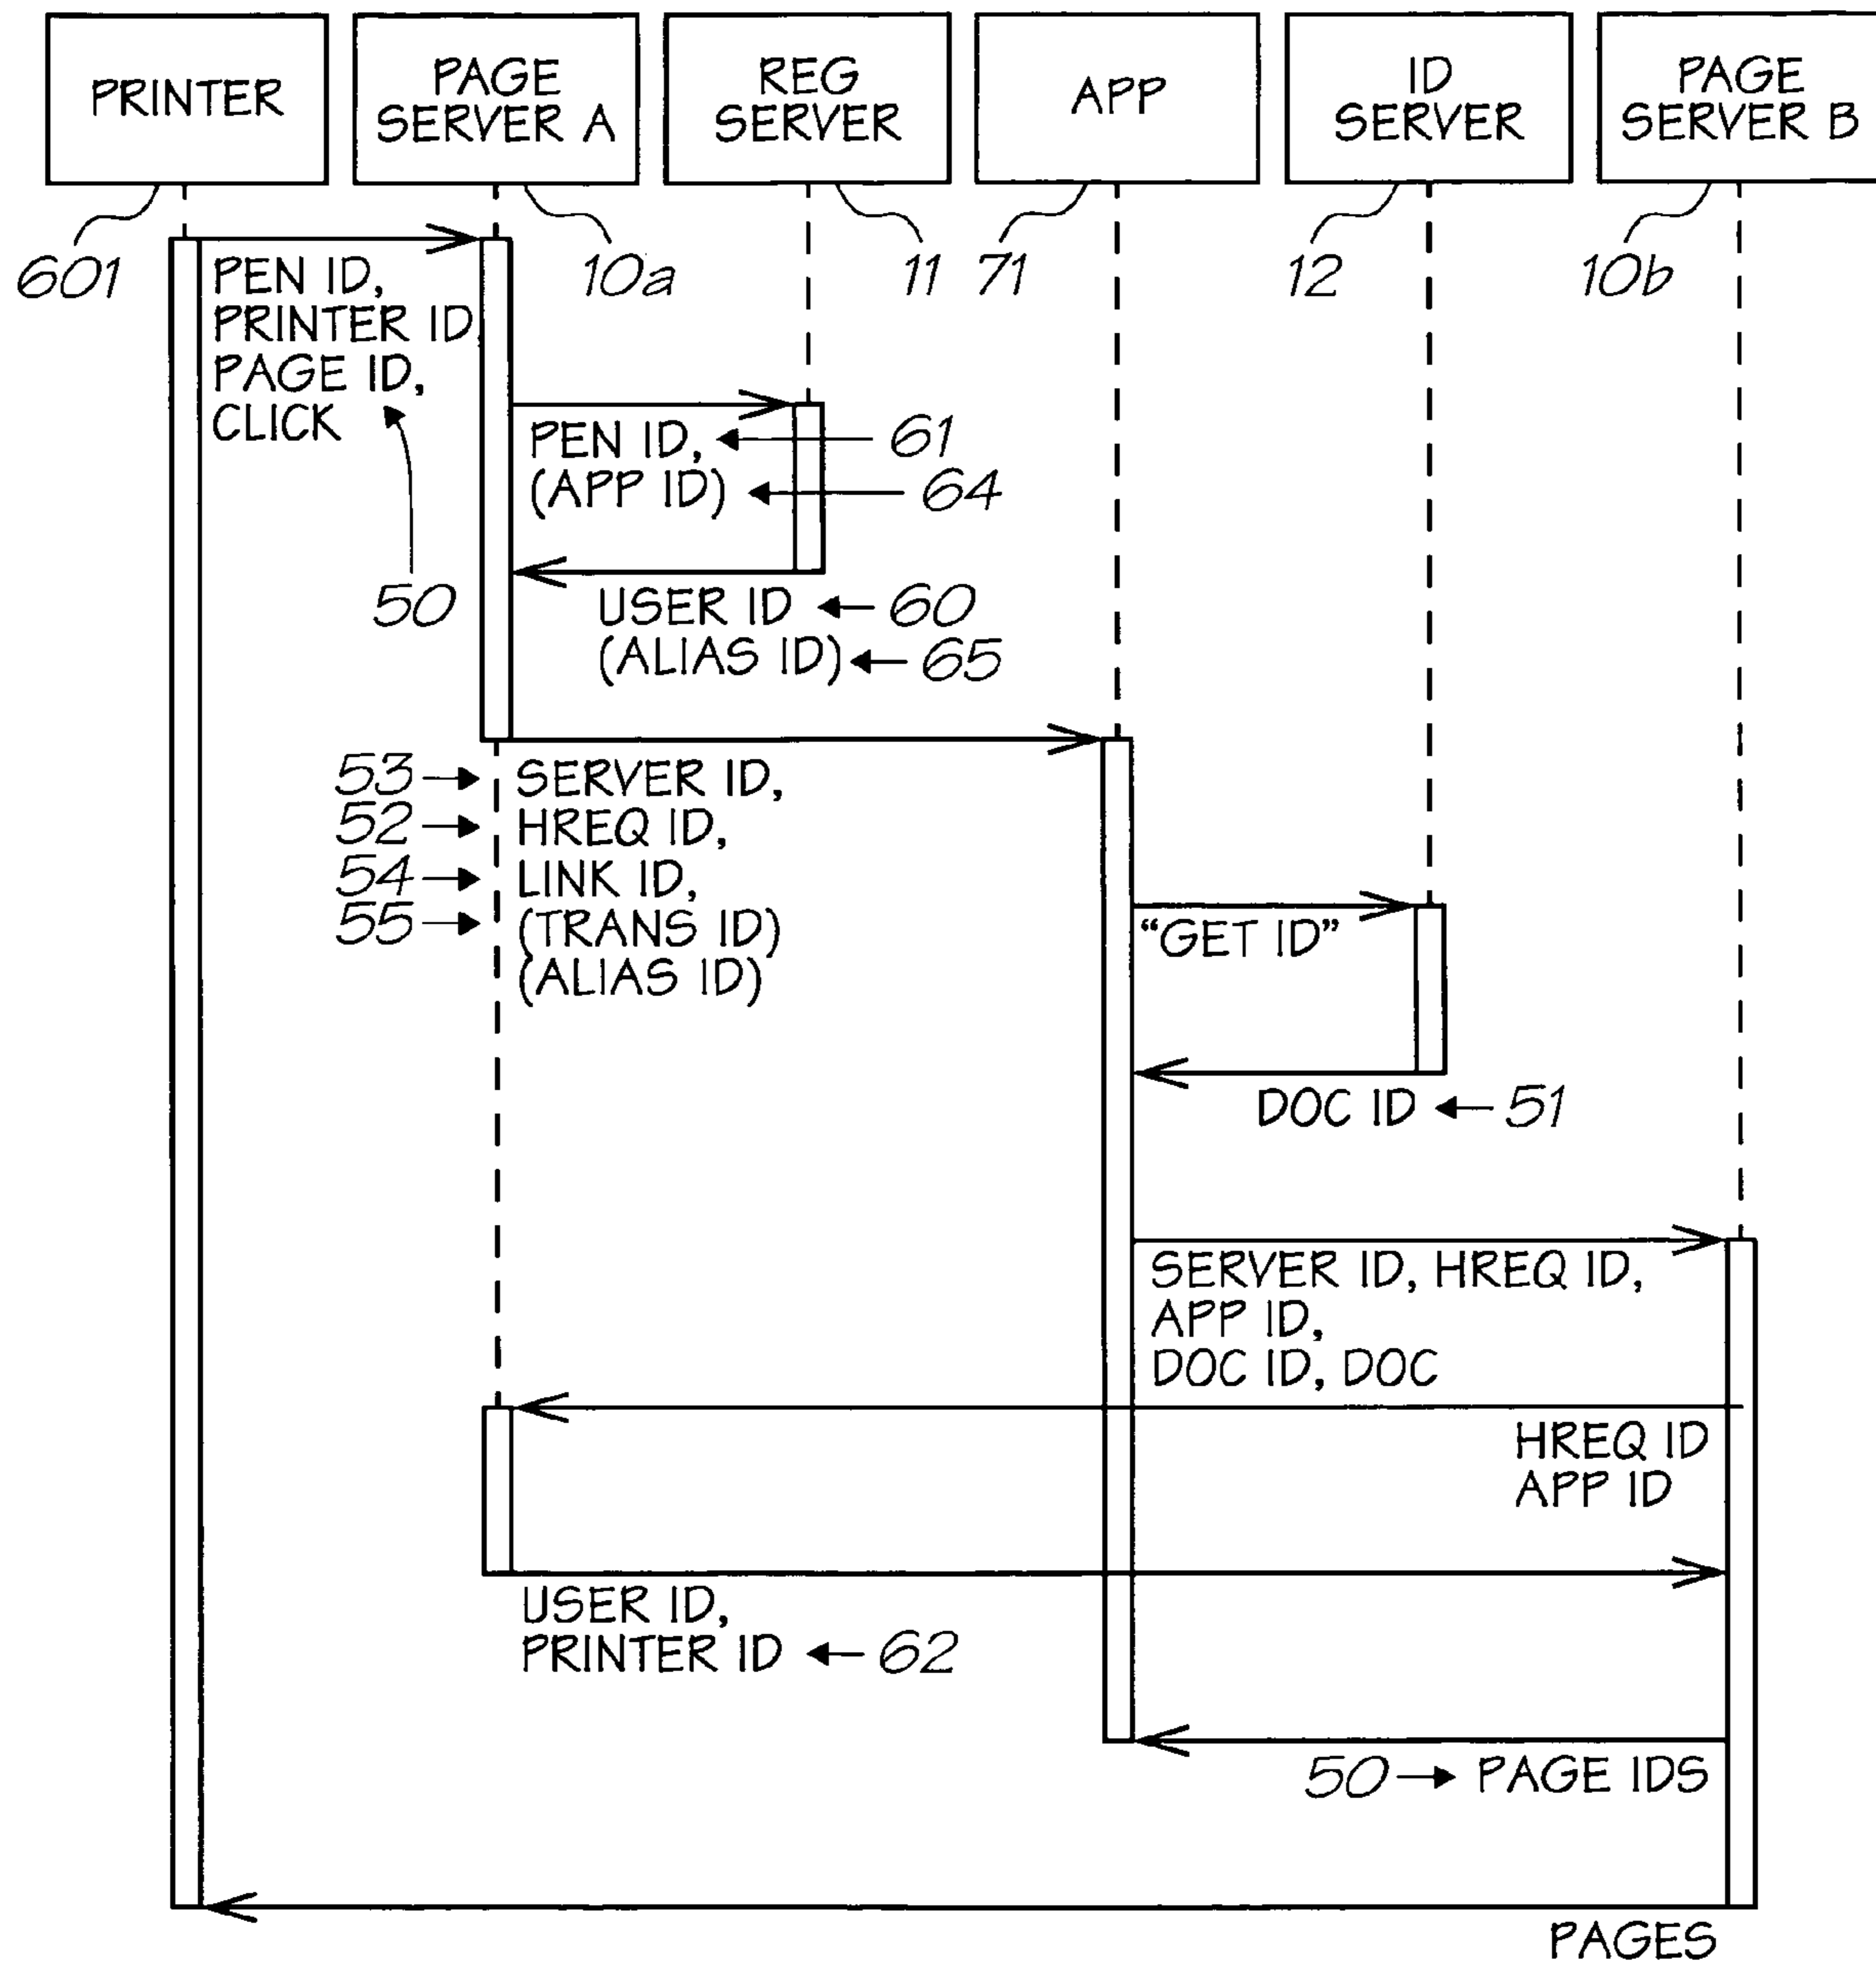 PRINTER
PAGE
SERVER A
REG
SERVER
APP
ID
SERVER
PAGE
SERVER B
601
10a
11
71
12
10b
PEN ID,
PRINTER ID
PAGE ID,
CLICK
50
PEN ID,
61
(APP ID)
64
USER ID
60
(ALIAS ID)
65
53
SERVER ID,
52
HREQ ID,
54
LINK ID,
55
(TRANS ID)
(ALIAS ID)
“GET ID”
DOC ID
51
SERVER ID, HREQ ID,
APP ID,
DOC ID, DOC
HREQ ID
APP ID
USER ID,
PRINTER ID
62
50
PAGE IDS
PAGES